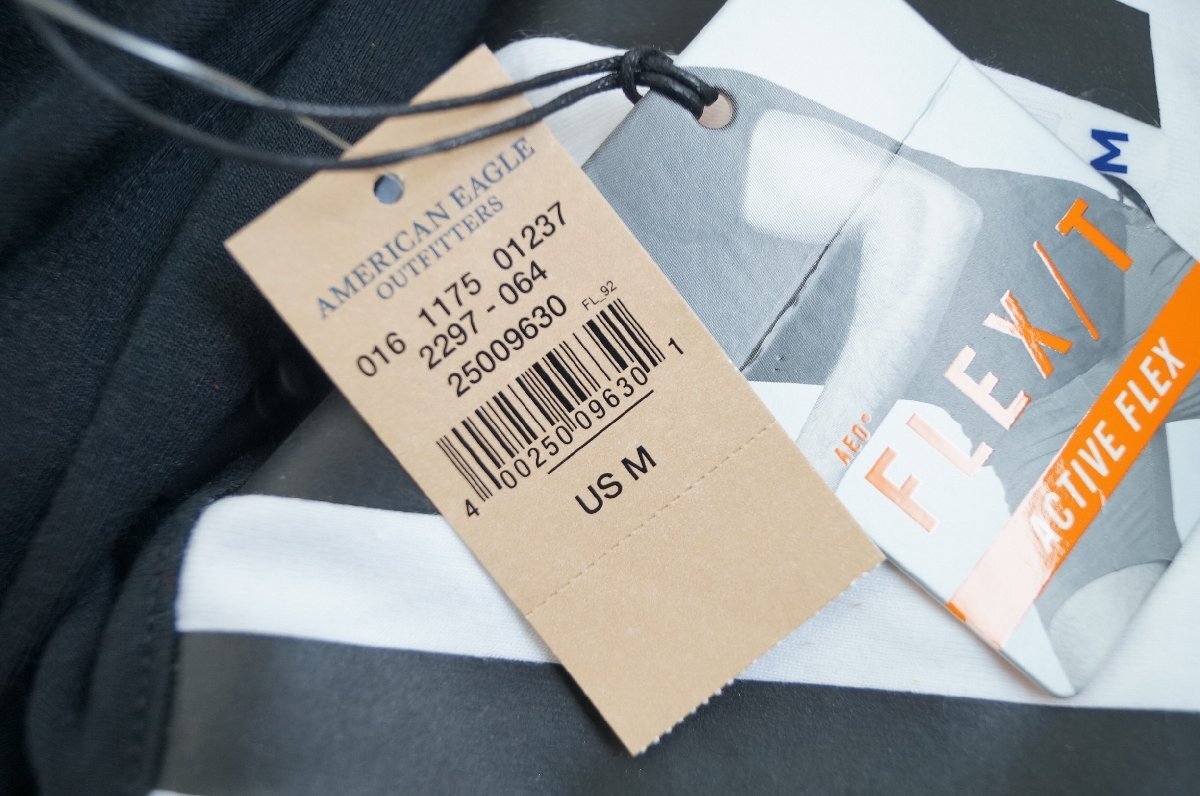 AMERICAN EAGLE
OUTFITTERS
016 1175 01237
2297 - 064
25009630
FL_92
4 00250 09630 1
US M
M
AEO®
FLEX/T
ACTIVE FLEX